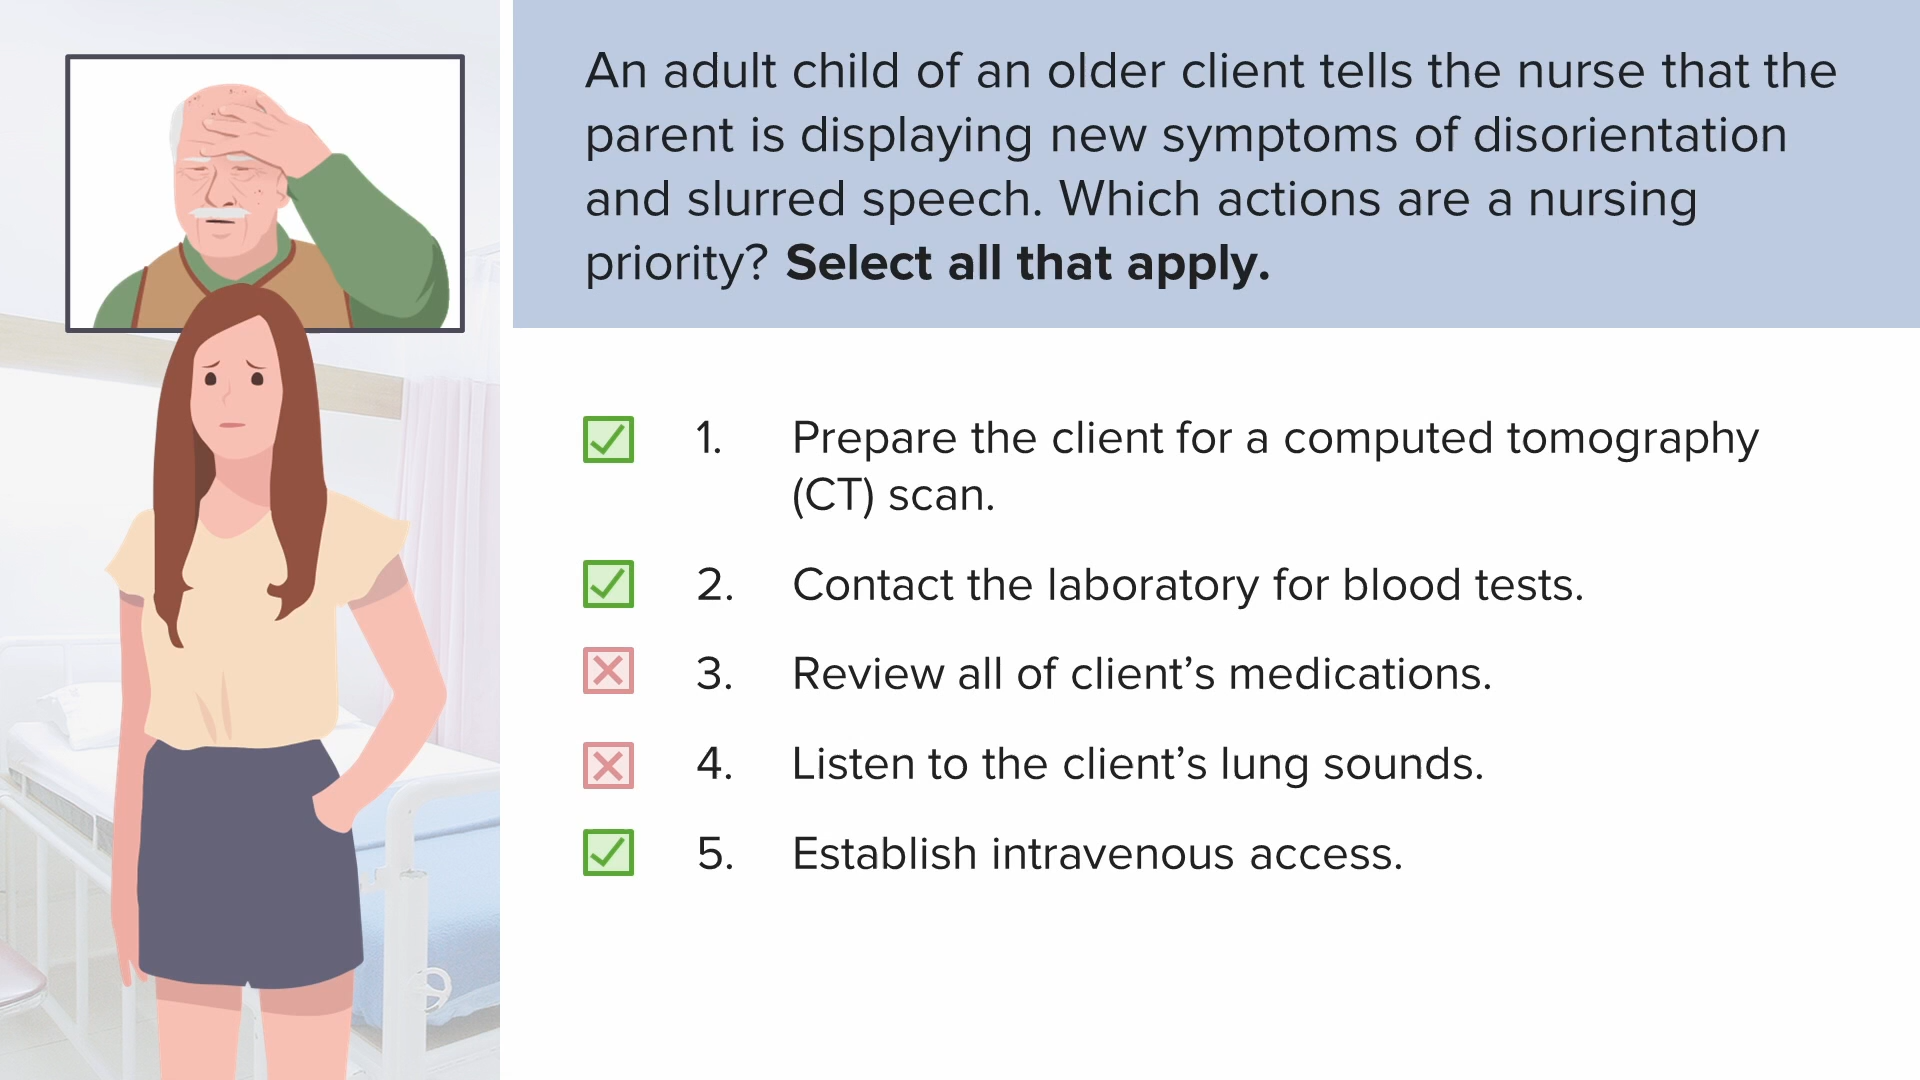 An adult child of an older client tells the nurse that the
parent is displaying new symptoms of disorientation
and slurred speech. Which actions are a nursing
priority? Select all that apply.
1. Prepare the client for a computed tomography
(CT) scan.
2. Contact the laboratory for blood tests.
3. Review all of client’s medications.
4. Listen to the client’s lung sounds.
5. Establish intravenous access.